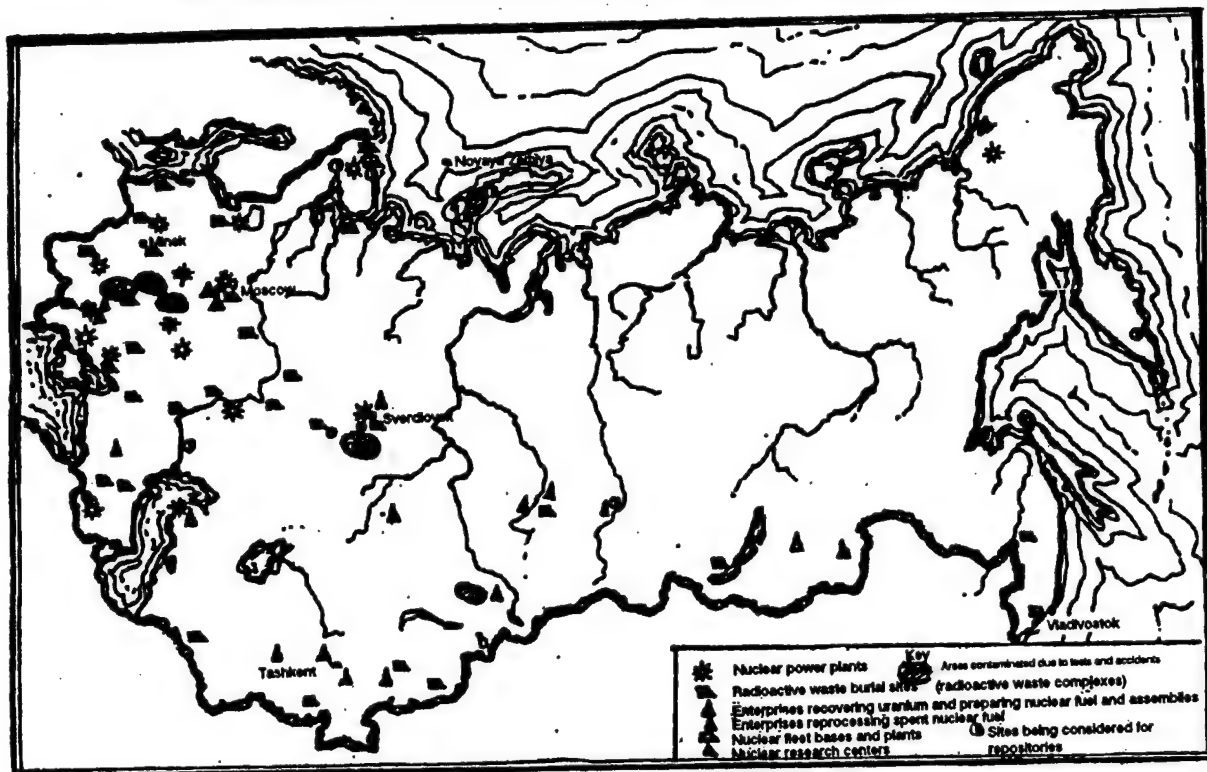 Novaya Zemlya
Minsk
Moscow
Sverdlovsk
Tashkent
Vladivostok
Key
Nuclear power plants
Areas contaminated due to tests and accidents
Radioactive waste burial sites (radioactive waste complexes)
Enterprises recovering uranium and preparing nuclear fuel and assemblies
Enterprises reprocessing spent nuclear fuel
Nuclear fleet bases and plants
Sites being considered for
Nuclear research centers
repositories